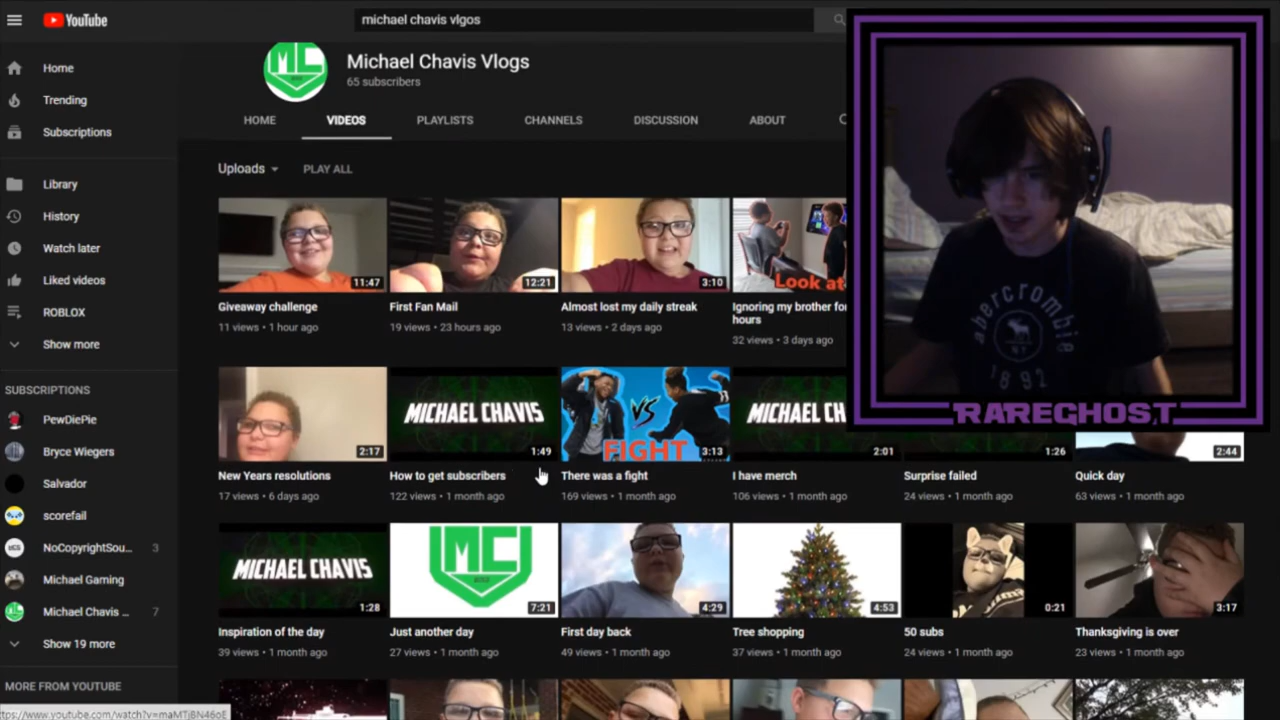 YouTube
michael chavis vlgos
Home
Trending
Subscriptions
Library
History
Watch later
Liked videos
ROBLOX
Show more
SUBSCRIPTIONS
PewDiePie
Bryce Wiegers
Salvador
scorefail
NoCopyrightSou... 3
Michael Gaming
Michael Chavis ... 7
Show 19 more
MORE FROM YOUTUBE
MC
Michael Chavis Vlogs
65 subscribers
HOME VIDEOS PLAYLISTS CHANNELS DISCUSSION ABOUT
Uploads PLAY ALL
11:47 12:21 3:10 Look at
Giveaway challenge
11 views • 1 hour ago
First Fan Mail
19 views • 23 hours ago
Almost lost my daily streak
13 views • 2 days ago
Ignoring my brother for
hours
32 views • 3 days ago
2:17
New Years resolutions
17 views • 6 days ago
MICHAEL CHAVIS
1:49
How to get subscribers
122 views • 1 month ago
VS
FIGHT
3:13
There was a fight
169 views • 1 month ago
MICHAEL CHA
2:01
I have merch
106 views • 1 month ago
1:26
Surprise failed
24 views • 1 month ago
2:44
Quick day
63 views • 1 month ago
MICHAEL CHAVIS
1:28
Inspiration of the day
39 views • 1 month ago
MC
7:21
Just another day
27 views • 1 month ago
4:29
First day back
49 views • 1 month ago
4:53
Tree shopping
37 views • 1 month ago
0:21
50 subs
24 views • 1 month ago
3:17
Thanksgiving is over
23 views • 1 month ago
abercrombie
NY
1892
RAREGHOST